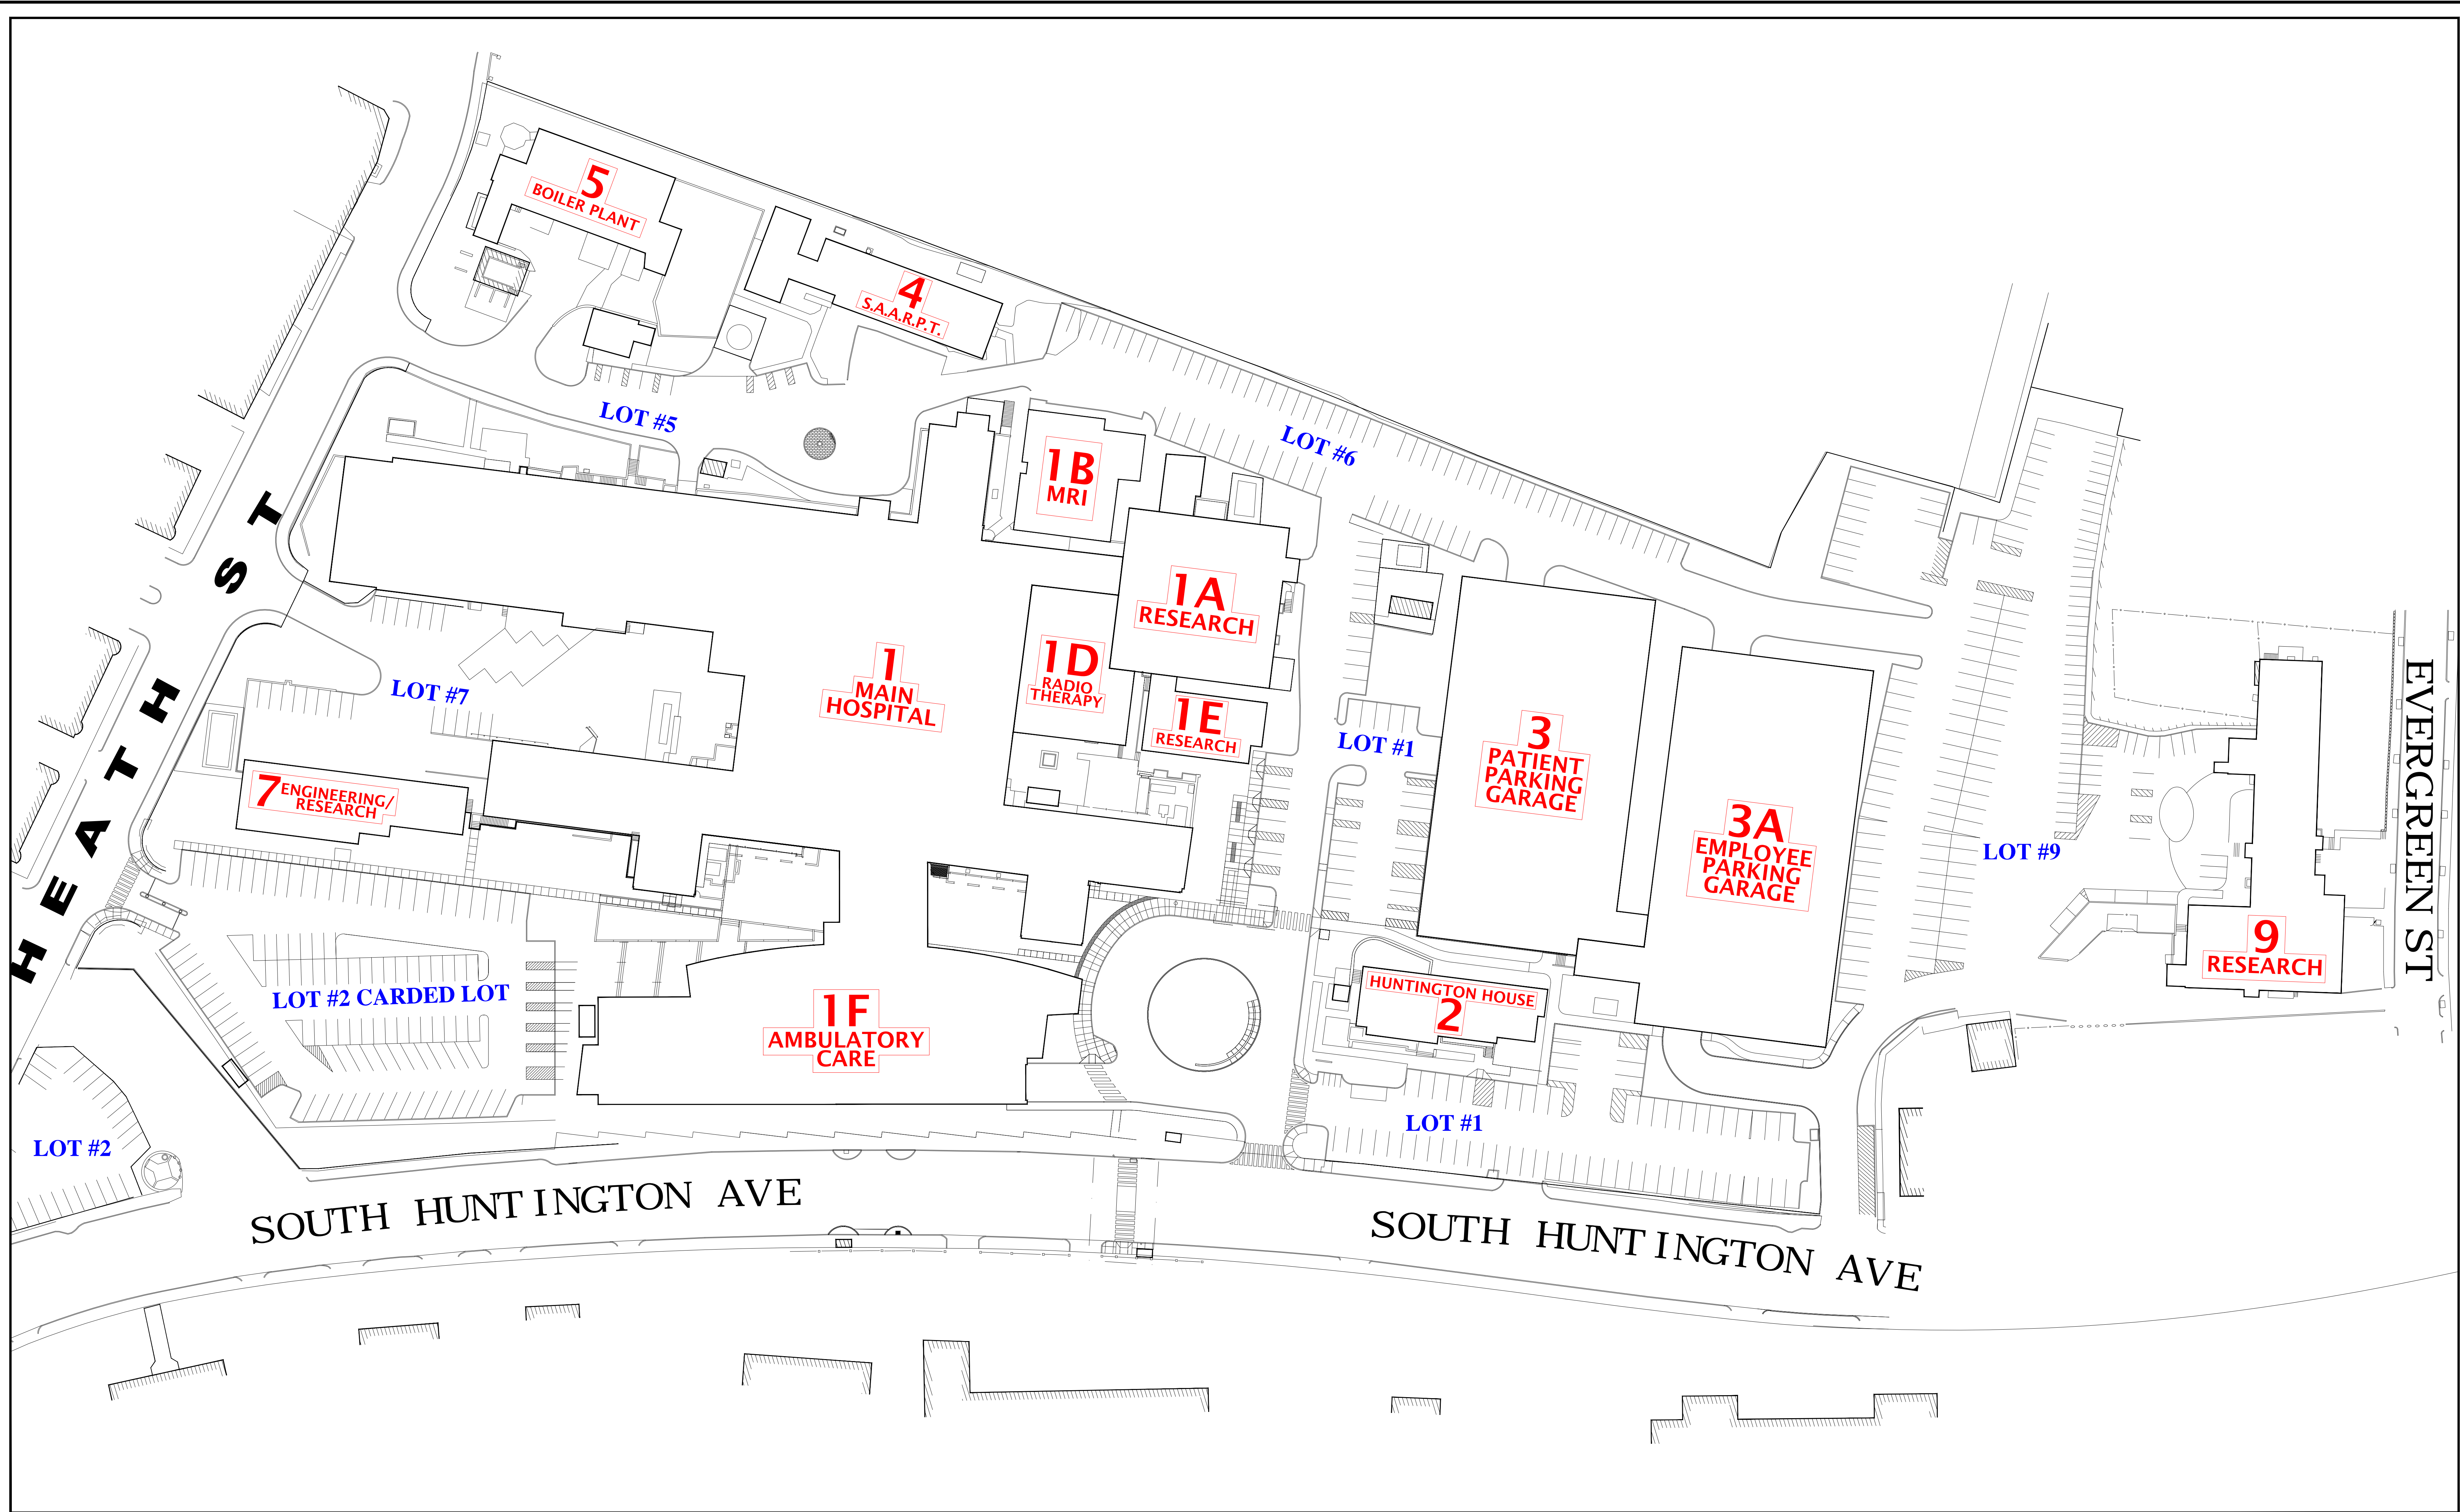 5
BOILER PLANT
4
S.A.A.R.P.T.
LOT #5
LOT #6
1B
MRI
HEATH ST
1A
RESEARCH
1
MAIN
HOSPITAL
1D
RADIO
THERAPY
1E
RESEARCH
LOT #7
LOT #1
3
PATIENT
PARKING
GARAGE
3A
EMPLOYEE
PARKING
GARAGE
LOT #9
EVERGREEN ST
7 ENGINEERING/
RESEARCH
9
RESEARCH
LOT #2 CARDED LOT
1F
AMBULATORY
CARE
HUNTINGTON HOUSE
2
LOT #1
LOT #2
SOUTH HUNTINGTON AVE
SOUTH HUNTINGTON AVE